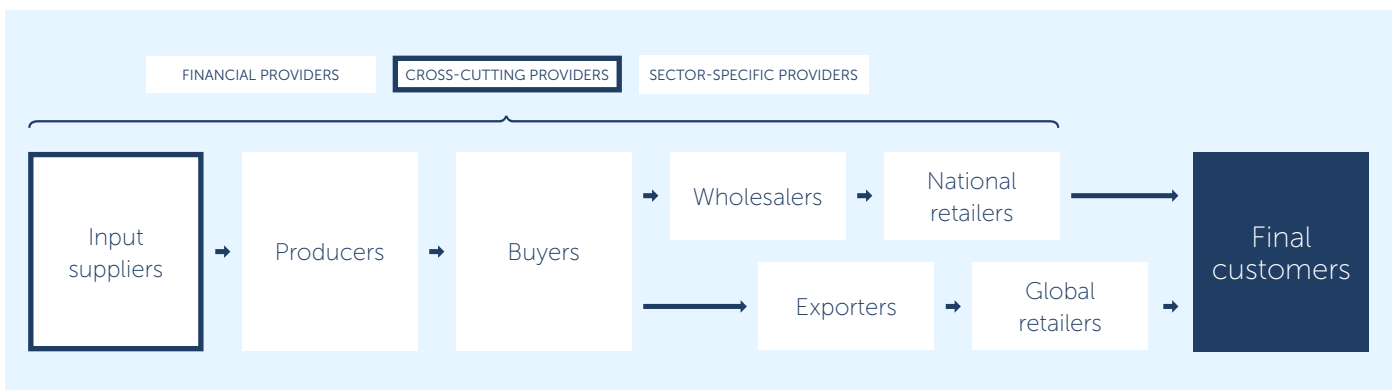 FINANCIAL PROVIDERS
CROSS-CUTTING PROVIDERS
SECTOR-SPECIFIC PROVIDERS
Input
suppliers
Producers
Buyers
Wholesalers
National
retailers
Exporters
Global
retailers
Final
customers